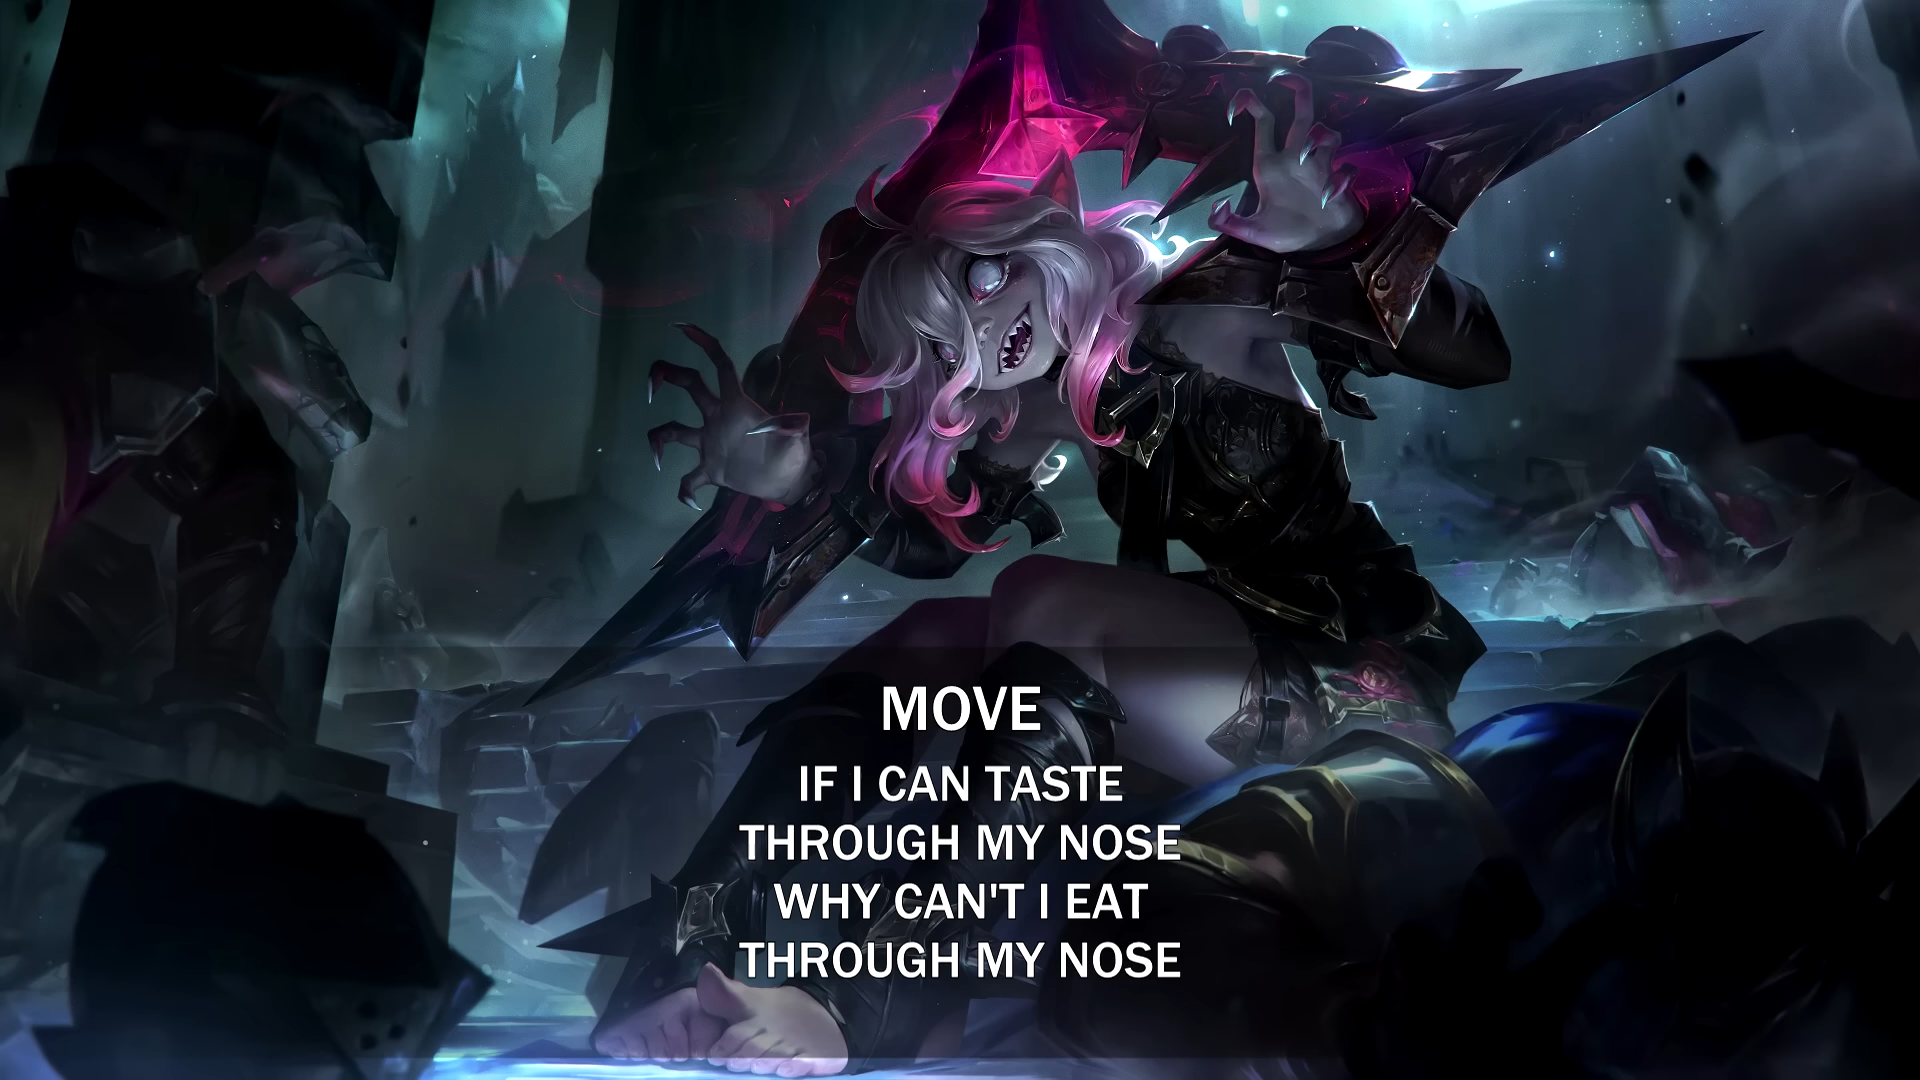 MOVE
IF I CAN TASTE
THROUGH MY NOSE
WHY CAN'T I EAT
THROUGH MY NOSE